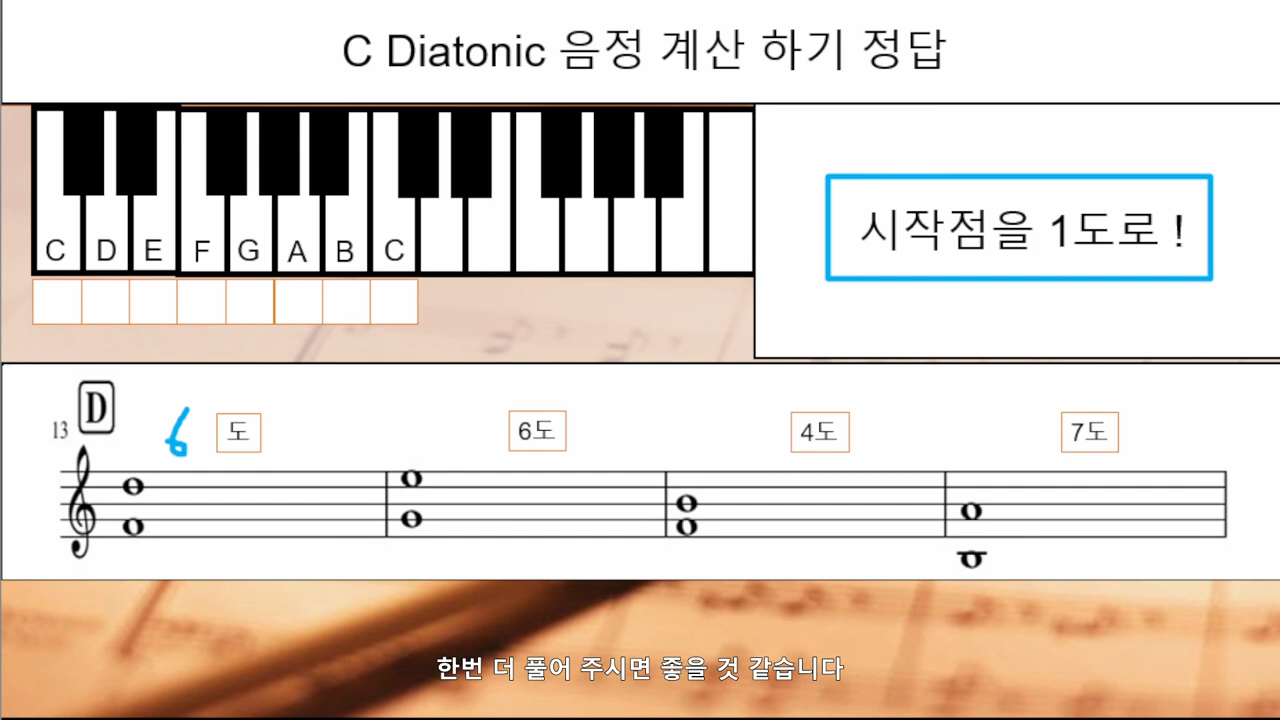 C Diatonic 음정 계산 하기 정답
C D E F G A B C
시작점을 1도로 !
D
13
6 도 6도 4도 7도
한번 더 풀어 주시면 좋을 것 같습니다